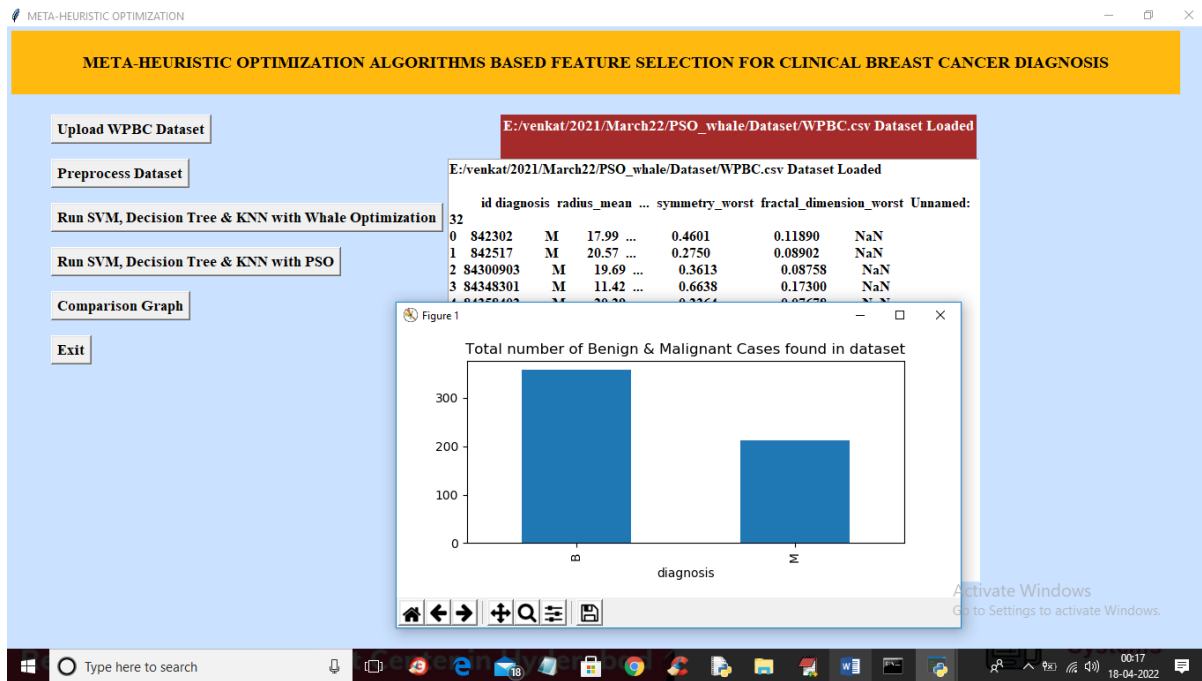 META-HEURISTIC OPTIMIZATION
META-HEURISTIC OPTIMIZATION ALGORITHMS BASED FEATURE SELECTION FOR CLINICAL BREAST CANCER DIAGNOSIS
Upload WPBC Dataset
Preprocess Dataset
Run SVM, Decision Tree & KNN with Whale Optimization
Run SVM, Decision Tree & KNN with PSO
Comparison Graph
Exit
E:/venkat/2021/March22/PSO_whale/Dataset/WPBC.csv Dataset Loaded
E:/venkat/2021/March22/PSO_whale/Dataset/WPBC.csv Dataset Loaded
id diagnosis radius_mean ... symmetry_worst fractal_dimension_worst Unnamed:
32
0 842302 M 17.99 ... 0.4601 0.11890 NaN
1 842517 M 20.57 ... 0.2750 0.08902 NaN
2 84300903 M 19.69 ... 0.3613 0.08758 NaN
3 84348301 M 11.42 ... 0.6638 0.17300 NaN
Figure 1
Total number of Benign & Malignant Cases found in dataset
300
200
100
0
B
M
diagnosis
Activate Windows
Go to Settings to activate Windows.
Type here to search
18
00:17
18-04-2022